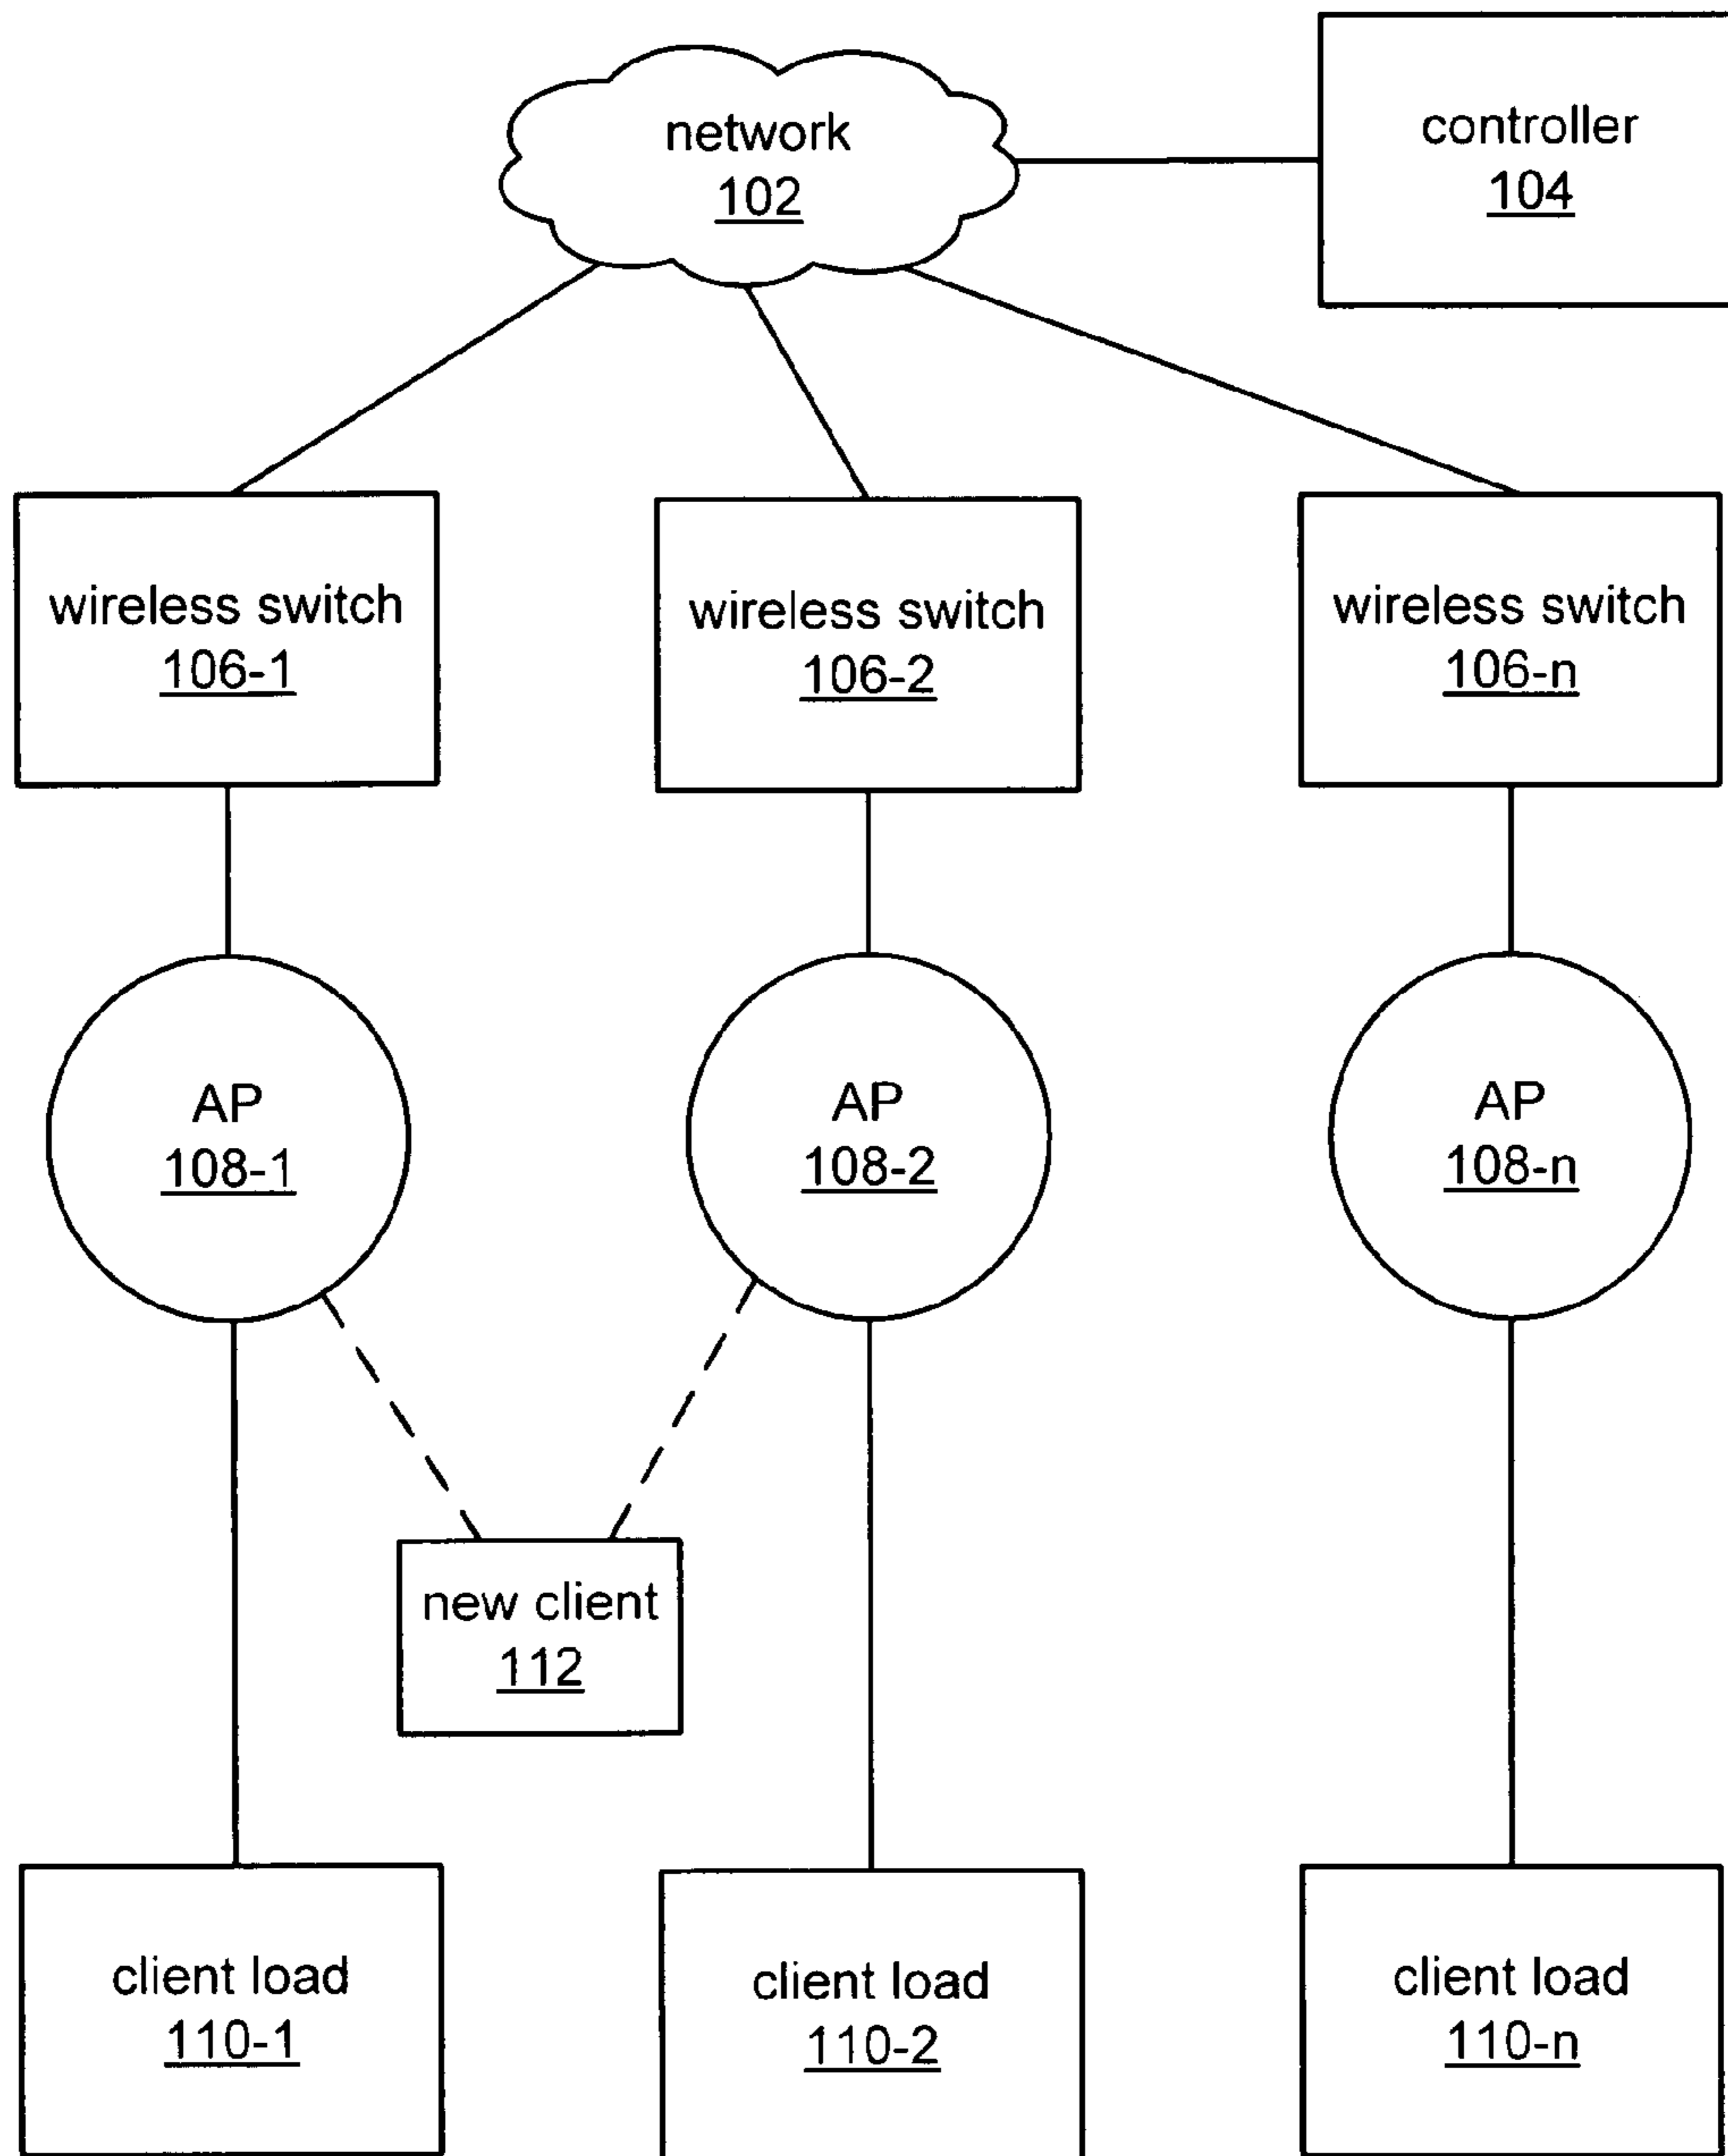 network
102
controller
104
wireless switch
106-1
wireless switch
106-2
wireless switch
106-n
AP
108-1
AP
108-2
AP
108-n
new client
112
client load
110-1
client load
110-2
client load
110-n